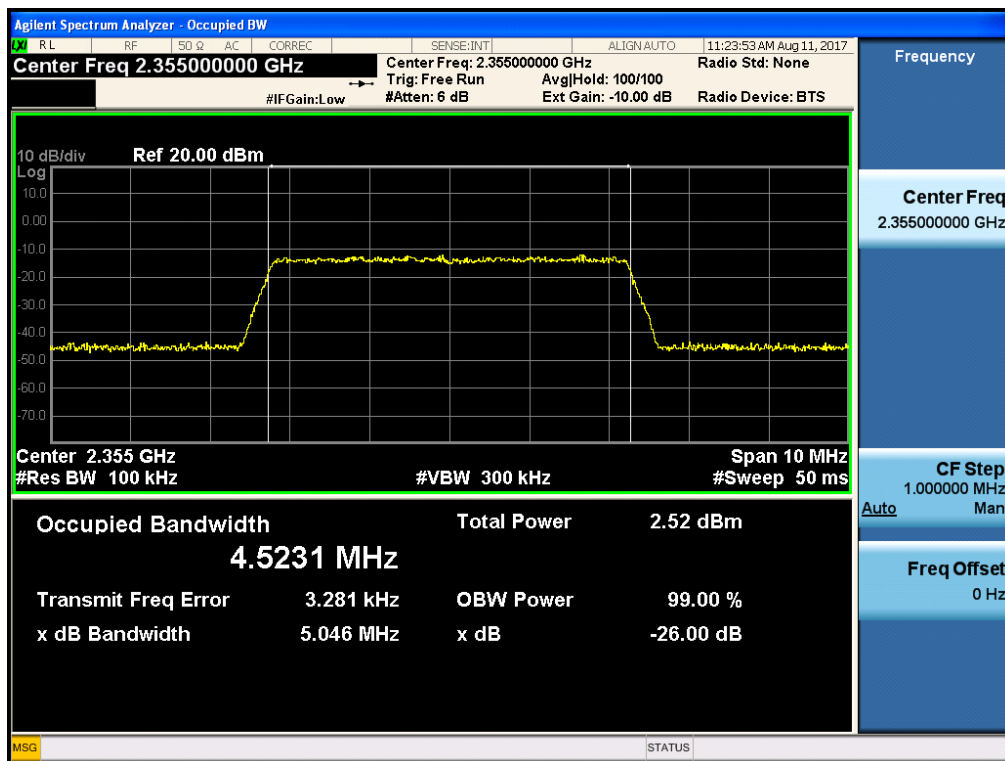 Agilent Spectrum Analyzer - Occupied BW
LXI RL RF 50 Ω AC CORREC SENSE:INT ALIGN AUTO 11:23:53 AM Aug 11, 2017
Center Freq 2.355000000 GHz
Center Freq: 2.355000000 GHz
Radio Std: None
Trig: Free Run Avg|Hold: 100/100
#IFGain:Low
#Atten: 6 dB Ext Gain: -10.00 dB Radio Device: BTS
10 dB/div Ref 20.00 dBm
Log
10.0
0.00
-10.0
-20.0
-30.0
-40.0
-50.0
-60.0
-70.0
Center 2.355 GHz Span 10 MHz
#Res BW 100 kHz #VBW 300 kHz #Sweep 50 ms
Occupied Bandwidth Total Power 2.52 dBm
4.5231 MHz
Transmit Freq Error 3.281 kHz OBW Power 99.00 %
x dB Bandwidth 5.046 MHz x dB -26.00 dB
Frequency
Center Freq
2.355000000 GHz
CF Step
1.000000 MHz
Auto Man
Freq Offset
0 Hz
MSG STATUS